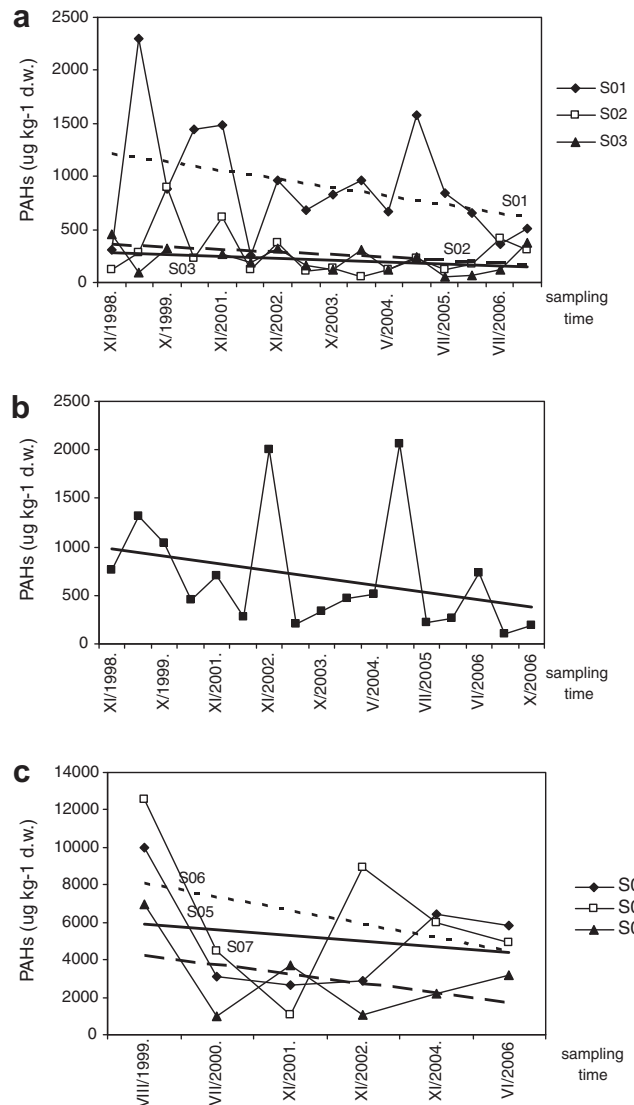 a
PAHs (ug kg-1 d.w.)
2500
2000
1500
1000
500
0
S01
S02
S03
S01
S02
S03
XI/1998.
X/1999.
XI/2001.
XI/2002.
X/2003.
V/2004.
VII/2005.
VII/2006.
sampling
time
b
PAHs (ug kg-1 d.w.)
2500
2000
1500
1000
500
0
XI/1998.
X/1999.
XI/2001.
XI/2002.
X/2003.
V/2004.
VII/2005
VI/2006
X/2006
sampling
time
c
PAHs (ug kg-1 d.w.)
14000
12000
10000
8000
6000
4000
2000
0
S06
S05
S07
VIII/1999.
VII/2000.
XI/2001.
XI/2002.
XI/2004.
VI/2006
sampling
time